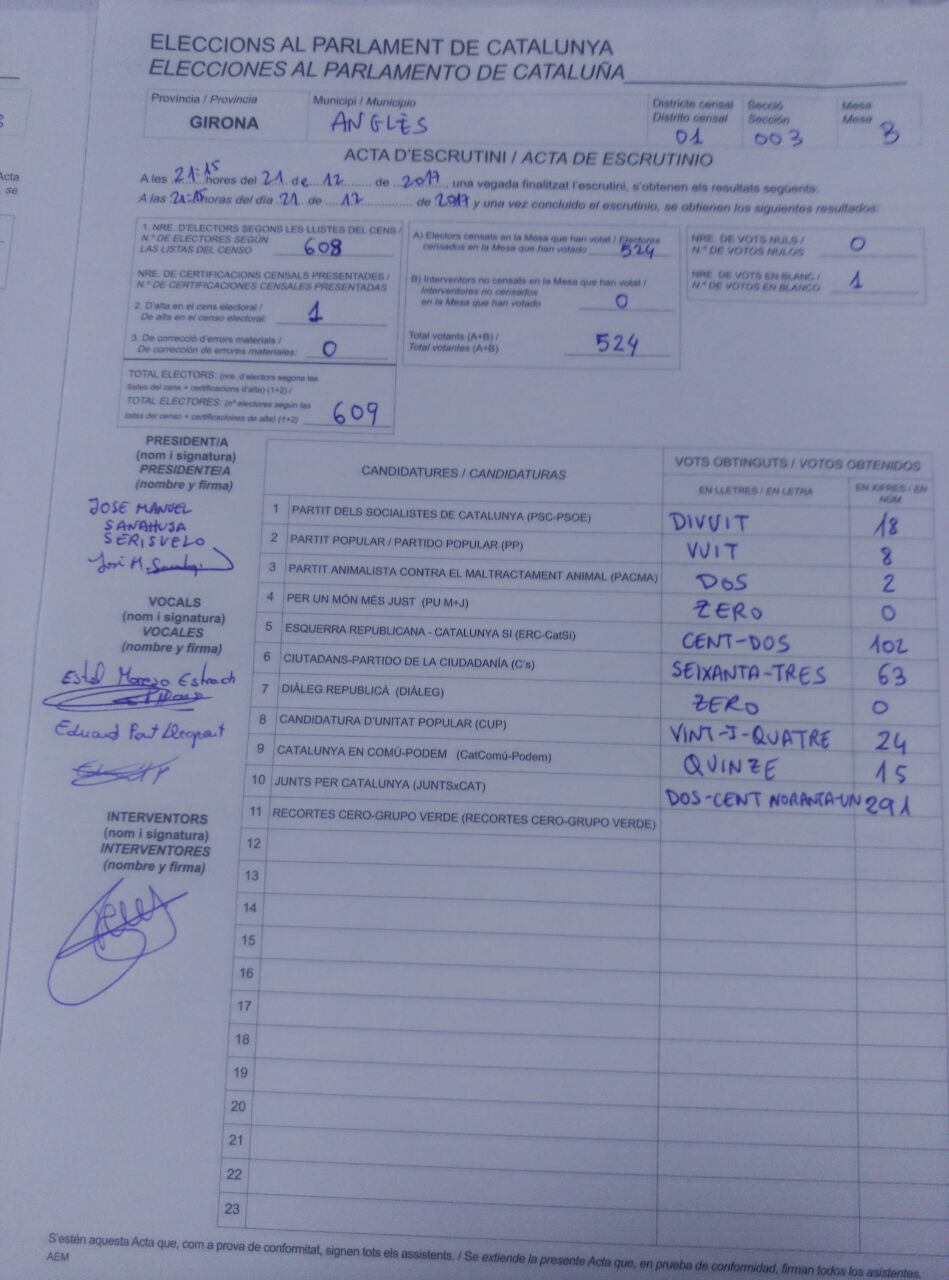 ELECCIONS AL PARLAMENT DE CATALUNYA
ELECCIONES AL PARLAMENTO DE CATALUÑA
Provincia / Provincia
GIRONA
Municipi / Municipio
ANGLÈS
Districte censal
Distrito censal
01
Secció
Sección
003
Mesa
Mesa
B
Acta
se
ACTA D'ESCRUTINI / ACTA DE ESCRUTINIO
A les 21:15 hores del 21 de 12 de 2017, una vegada finalitzat l'escrutini, s'obtenen els resultats següents:
A las 21:15 horas del día 21 de 12 de 2017 y una vez concluido el escrutinio, se obtienen los siguientes resultados:
1. NRE. D'ELECTORS SEGONS LES LLISTES DEL CENS /
N.º DE ELECTORES SEGÚN
LAS LISTAS DEL CENSO 608
NRE. DE CERTIFICACIONS CENSALS PRESENTADES /
N.º DE CERTIFICACIONES CENSALES PRESENTADAS
2. D'alta en el cens electoral /
De alta en el censo electoral: 1
3. De correcció d'errors materials /
De corrección de errores materiales: 0
TOTAL ELECTORS: (nre. d'electors segons les
llistes del cens + certificacions d'alta) (1+2) /
TOTAL ELECTORES: (nº electores según las
listas del censo + certificaciones de alta) (1+2) 609
A) Electors censats en la Mesa que han votat / Electores
censados en la Mesa que han votado 524
B) Interventors no censats en la Mesa que han votat /
Interventores no censados
en la Mesa que han votado 0
Total votants (A+B) /
Total votantes (A+B) 524
NRE. DE VOTS NULS /
N.º DE VOTOS NULOS 0
NRE. DE VOTS EN BLANC /
N.º DE VOTOS EN BLANCO 1
PRESIDENT/A
(nom i signatura)
PRESIDENTE/A
(nombre y firma)
JOSE MANUEL
SANAHUJA
SERISUELO
VOCALS
(nom i signatura)
VOCALES
(nombre y firma)
Eduard
INTERVENTORS
(nom i signatura)
INTERVENTORES
(nombre y firma)
CANDIDATURES / CANDIDATURAS
VOTS OBTINGUTS / VOTOS OBTENIDOS
EN LLETRES / EN LETRA
EN XIFRES / EN NÚM.
1 PARTIT DELS SOCIALISTES DE CATALUNYA (PSC-PSOE) DIVUIT 18
2 PARTIT POPULAR / PARTIDO POPULAR (PP) VUIT 8
3 PARTIT ANIMALISTA CONTRA EL MALTRACTAMENT ANIMAL (PACMA) DOS 2
4 PER UN MÓN MÉS JUST (PU M+J) ZERO 0
5 ESQUERRA REPUBLICANA - CATALUNYA SI (ERC-CatSí) CENT-DOS 102
6 CIUTADANS-PARTIDO DE LA CIUDADANÍA (C's) SEIXANTA-TRES 63
7 DIÀLEG REPUBLICÀ (DIÀLEG) ZERO 0
8 CANDIDATURA D'UNITAT POPULAR (CUP) VINT-I-QUATRE 24
9 CATALUNYA EN COMÚ-PODEM (CatComú-Podem) QUINZE 15
10 JUNTS PER CATALUNYA (JUNTSxCAT) DOS-CENT NORANTA-UN 291
11 RECORTES CERO-GRUPO VERDE (RECORTES CERO-GRUPO VERDE)
12
13
14
15
16
17
18
19
20
21
22
23
S'estén aquesta Acta que, com a prova de conformitat, signen tots els assistents. / Se extiende la presente Acta que, en prueba de conformidad, firman todos los asistentes.
AEM